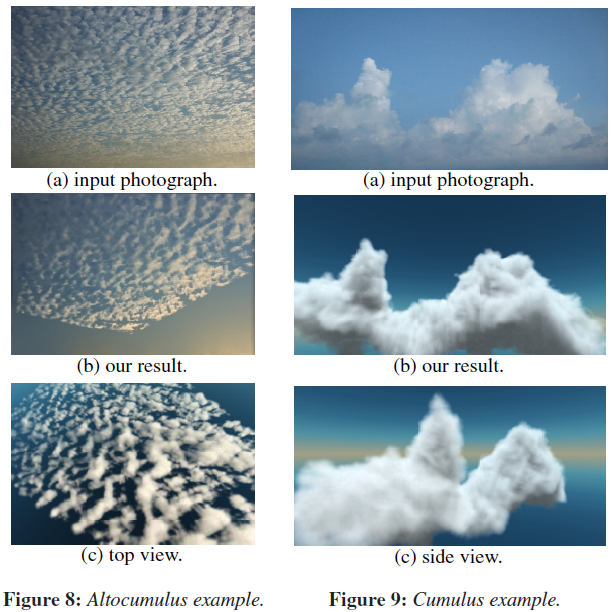 (a) input photograph.
(b) our result.
(c) top view.
Figure 8: Altocumulus example.
(a) input photograph.
(b) our result.
(c) side view.
Figure 9: Cumulus example.